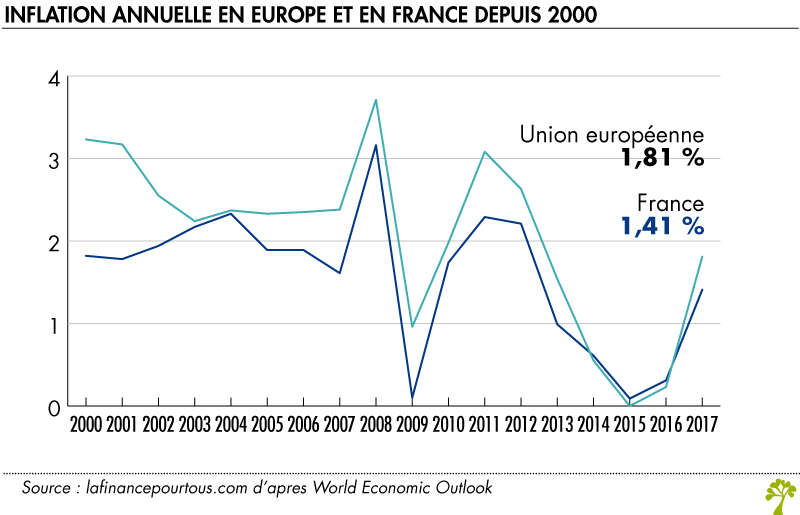 INFLATION ANNUELLE EN EUROPE ET EN FRANCE DEPUIS 2000
4
3
2
1
0
Union européenne
1,81 %
France
1,41 %
2000 2001 2002 2003 2004 2005 2006 2007 2008 2009 2010 2011 2012 2013 2014 2015 2016 2017
Source : lafinancepourtous.com d'apres World Economic Outlook